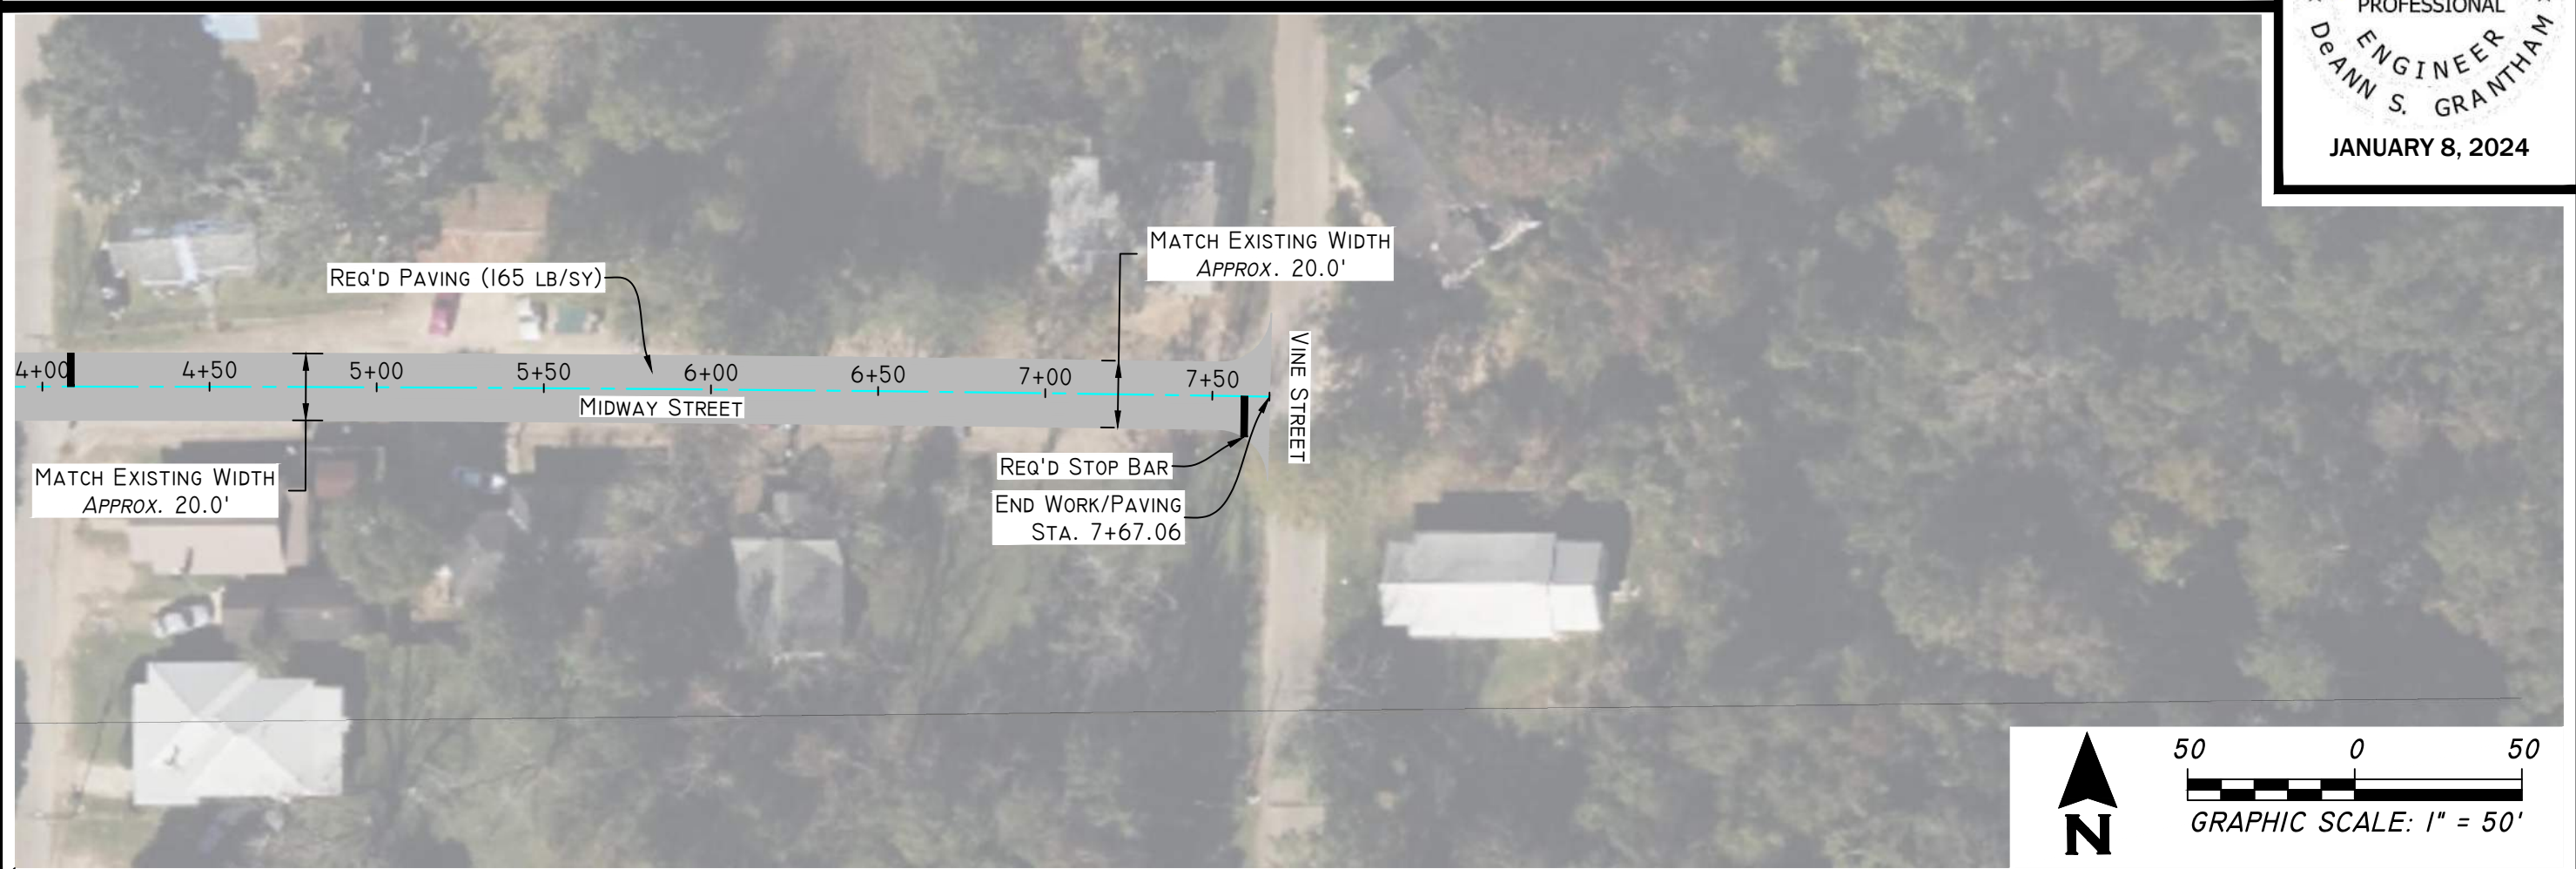 PROFESSIONAL
ENGINEER
DeANN S. GRANTHAM
JANUARY 8, 2024
MATCH EXISTING WIDTH
APPROX. 20.0'
REQ'D PAVING (165 LB/SY)
4+00
4+50
5+00
5+50
6+00
6+50
7+00
7+50
VINE STREET
MIDWAY STREET
MATCH EXISTING WIDTH
APPROX. 20.0'
REQ'D STOP BAR
END WORK/PAVING
STA. 7+67.06
N
50 0 50
GRAPHIC SCALE: 1" = 50'